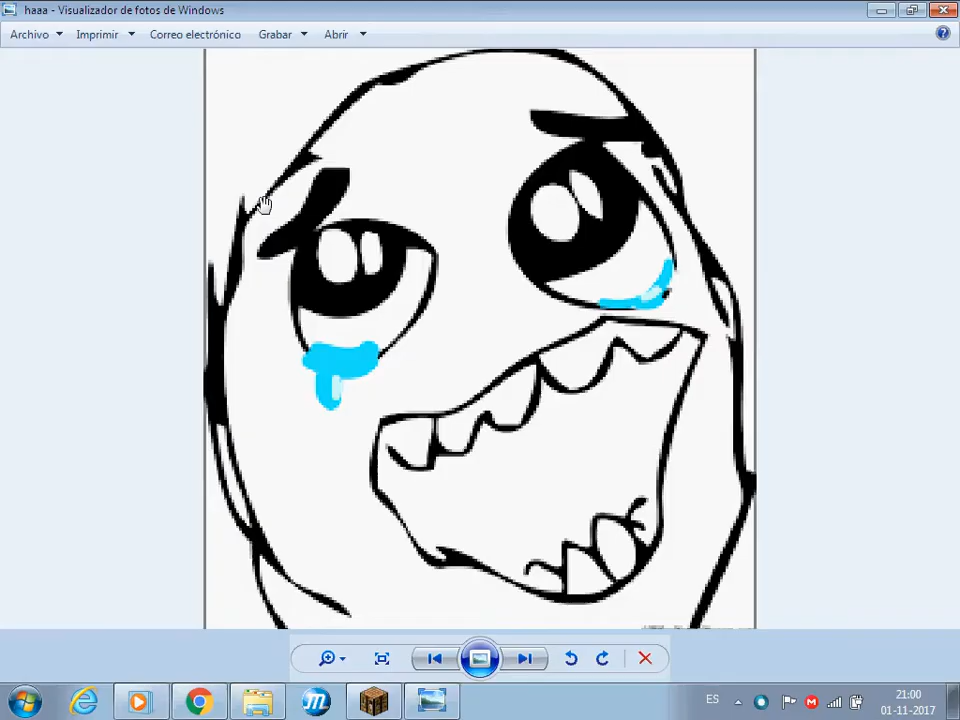 haaa - Visualizador de fotos de Windows
Archivo Imprimir Correo electrónico Grabar Abrir
ES
21:00
01-11-2017